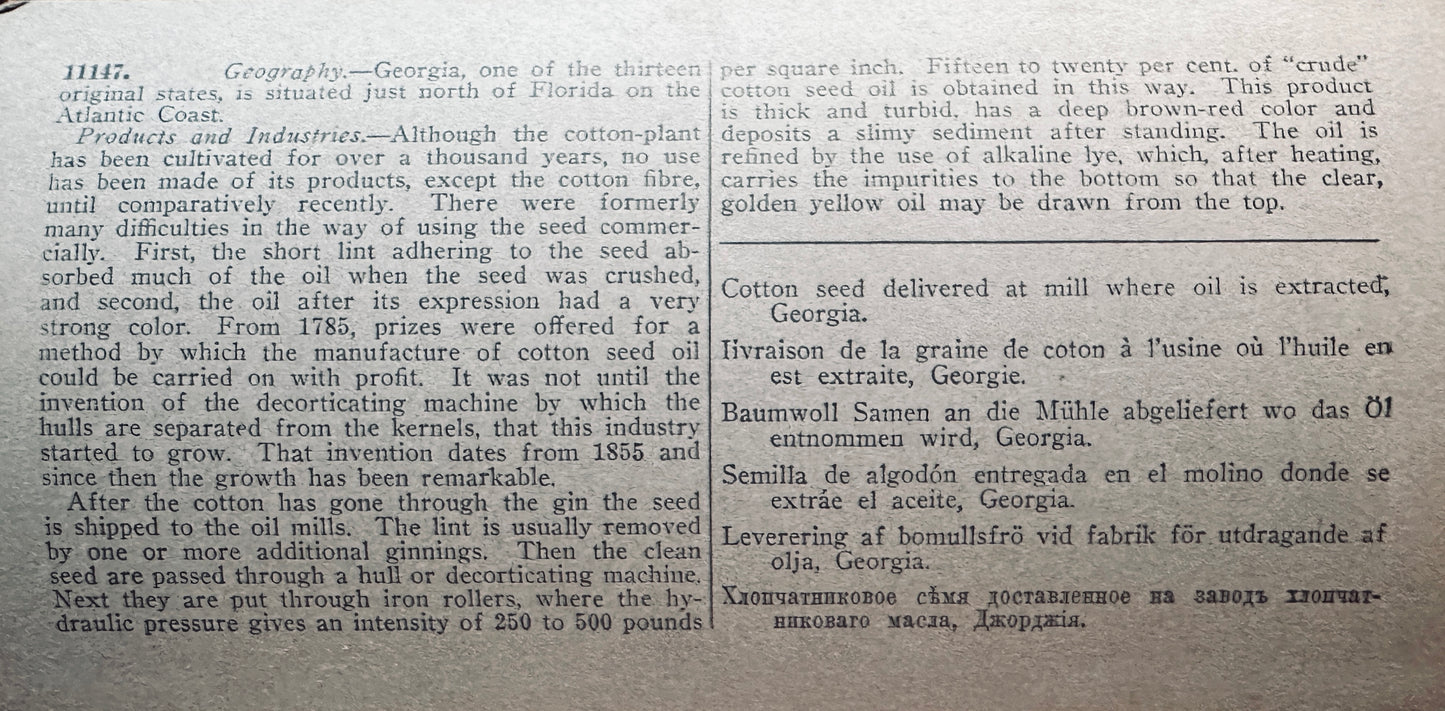 11147. Geography.—Georgia, one of the thirteen
original states, is situated just north of Florida on the
Atlantic Coast.
Products and Industries.—Although the cotton-plant
has been cultivated for over a thousand years, no use
has been made of its products, except the cotton fibre,
until comparatively recently. There were formerly
many difficulties in the way of using the seed commer-
cially. First, the short lint adhering to the seed ab-
sorbed much of the oil when the seed was crushed,
and second, the oil after its expression had a very
strong color. From 1785, prizes were offered for a
method by which the manufacture of cotton seed oil
could be carried on with profit. It was not until the
invention of the decorticating machine by which the
hulls are separated from the kernels, that this industry
started to grow. That invention dates from 1855 and
since then the growth has been remarkable.
After the cotton has gone through the gin the seed
is shipped to the oil mills. The lint is usually removed
by one or more additional ginnings. Then the clean
seed are passed through a hull or decorticating machine.
Next they are put through iron rollers, where the hy-
draulic pressure gives an intensity of 250 to 500 pounds
per square inch. Fifteen to twenty per cent. of “crude”
cotton seed oil is obtained in this way. This product
is thick and turbid, has a deep brown-red color and
deposits a slimy sediment after standing. The oil is
refined by the use of alkaline lye, which, after heating,
carries the impurities to the bottom so that the clear,
golden yellow oil may be drawn from the top.
Cotton seed delivered at mill where oil is extracted,
Georgia.
Iivraison de la graine de coton à l'usine où l'huile en
est extraite, Georgie.
Baumwoll Samen an die Mühle abgeliefert wo das Öl
entnommen wird, Georgia.
Semilla de algodón entregada en el molino donde se
extráe el aceite, Georgia.
Leverering af bomullsfrö vid fabrik för utdragande af
olja, Georgia.
Хлопчатниковое сѣмя доставленное на заводъ хлопчат-
никоваго масла, Джорджія.